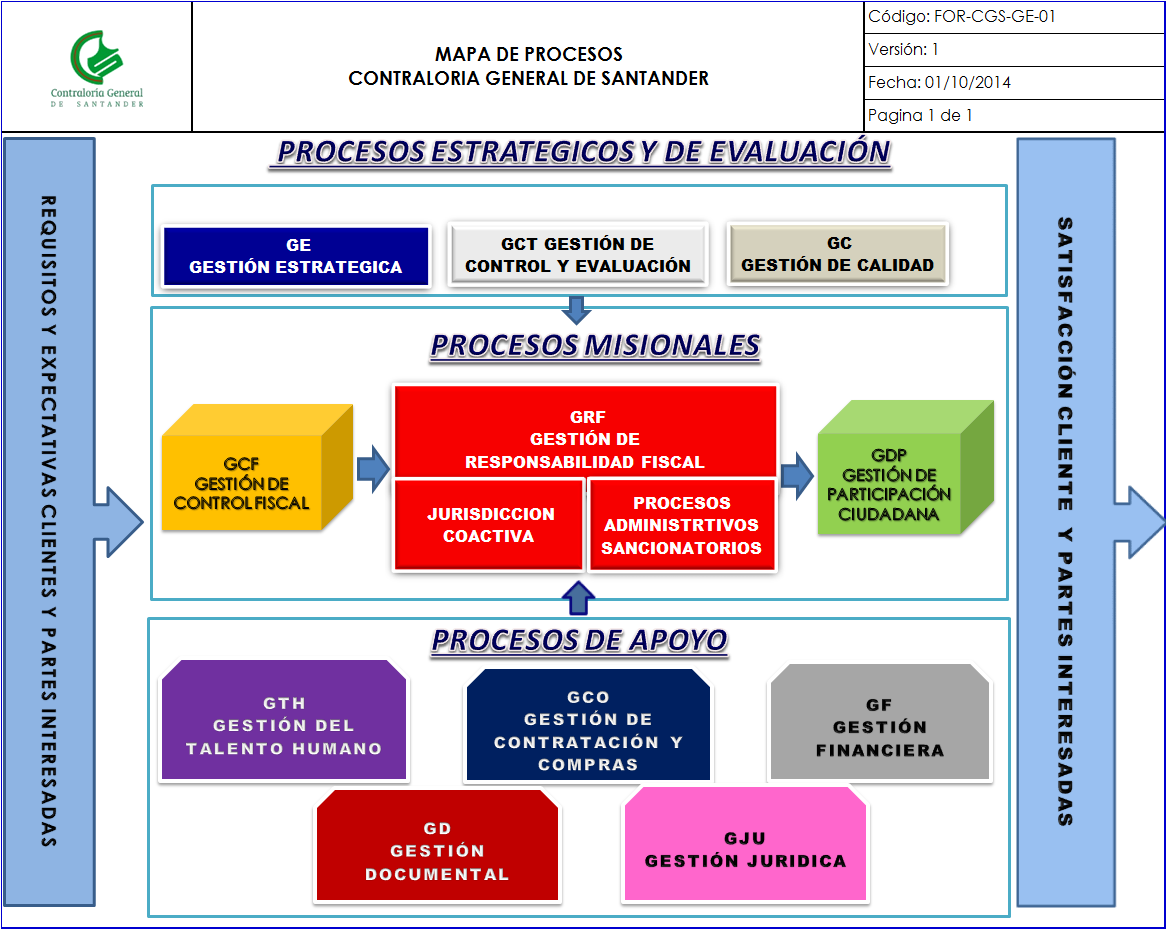 Contraloría General
DE SANTANDER
MAPA DE PROCESOS
CONTRALORIA GENERAL DE SANTANDER
Código: FOR-CGS-GE-01
Versión: 1
Fecha: 01/10/2014
Pagina 1 de 1
REQUISITOS Y EXPECTATIVAS CLIENTES Y PARTES INTERESADAS
PROCESOS ESTRATEGICOS Y DE EVALUACIÓN
GE
GESTIÓN ESTRATEGICA
GCT GESTIÓN DE
CONTROL Y EVALUACIÓN
GC
GESTIÓN DE CALIDAD
PROCESOS MISIONALES
GCF
GESTIÓN DE
CONTROL FISCAL
GRF
GESTIÓN DE
RESPONSABILIDAD FISCAL
JURISDICCION
COACTIVA
PROCESOS
ADMINISTRTIVOS
SANCIONATORIOS
GDP
GESTIÓN DE
PARTICIPACIÓN
CIUDADANA
PROCESOS DE APOYO
GTH
GESTIÓN DEL
TALENTO HUMANO
GCO
GESTIÓN DE
CONTRATACIÓN Y
COMPRAS
GF
GESTIÓN
FINANCIERA
GD
GESTIÓN
DOCUMENTAL
GJU
GESTIÓN JURIDICA
SATISFACCIÓN CLIENTE Y PARTES INTERESADAS